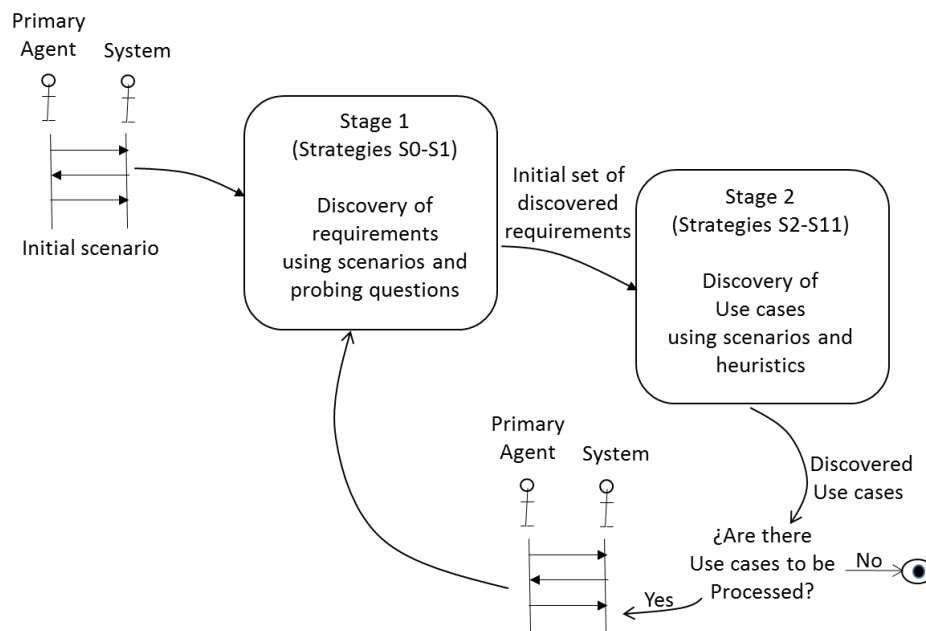 Primary
Agent
System
Initial scenario
Stage 1
(Strategies S0-S1)
Discovery of
requirements
using scenarios and
probing questions
Initial set of
discovered
requirements
Stage 2
(Strategies S2-S11)
Discovery of
Use cases
using scenarios and
heuristics
Discovered
Use cases
¿Are there
Use cases to be
Processed?
No
Yes
Primary
Agent
System